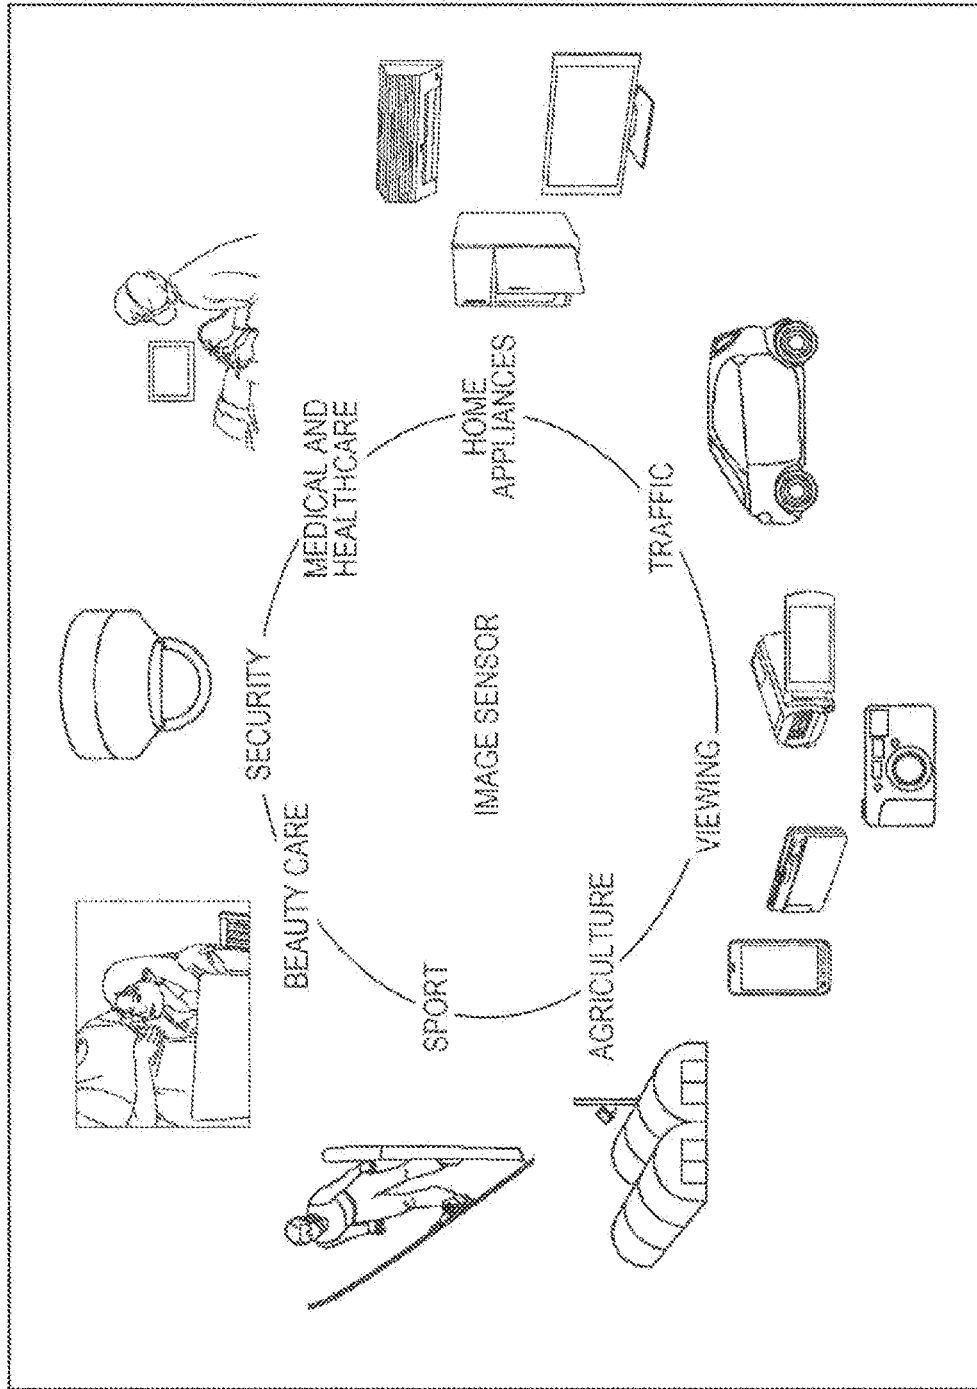 SECURITY
BEAUTY CARE
MEDICAL AND
HEALTHCARE
SPORT
IMAGE SENSOR
HOME
APPLIANCES
AGRICULTURE
TRAFFIC
VIEWING